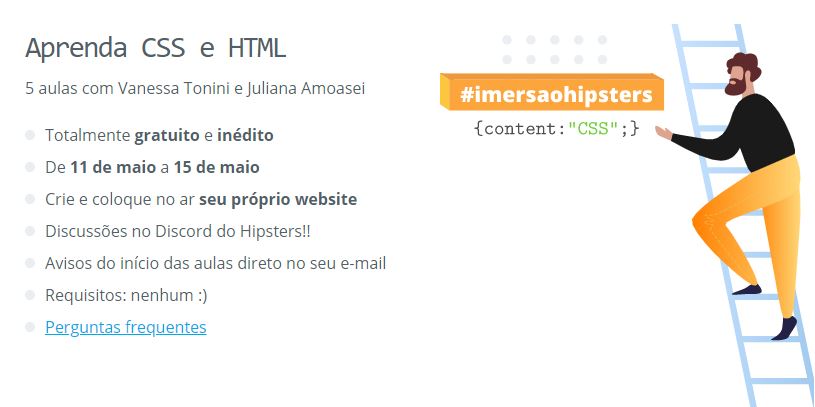 Aprenda CSS e HTML
5 aulas com Vanessa Tonini e Juliana Amoasei
Totalmente gratuito e inédito
De 11 de maio a 15 de maio
Crie e coloque no ar seu próprio website
Discussões no Discord do Hipsters!!
Avisos do início das aulas direto no seu e-mail
Requisitos: nenhum :)
Perguntas frequentes
#imersaohipsters
{content:"CSS";}